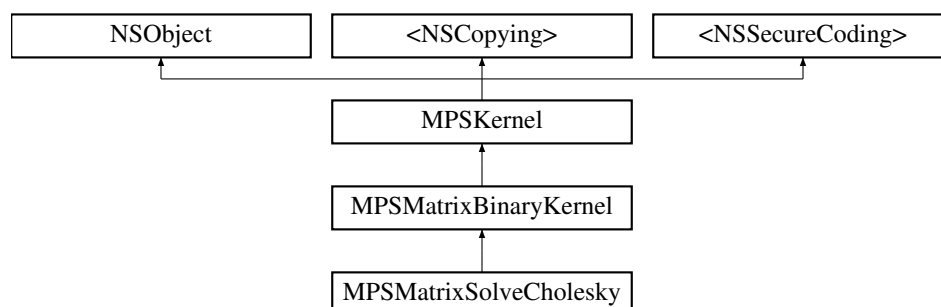 NSObject
<NSCopying>
<NSSecureCoding>
MPSKernel
MPSMatrixBinaryKernel
MPSMatrixSolveCholesky